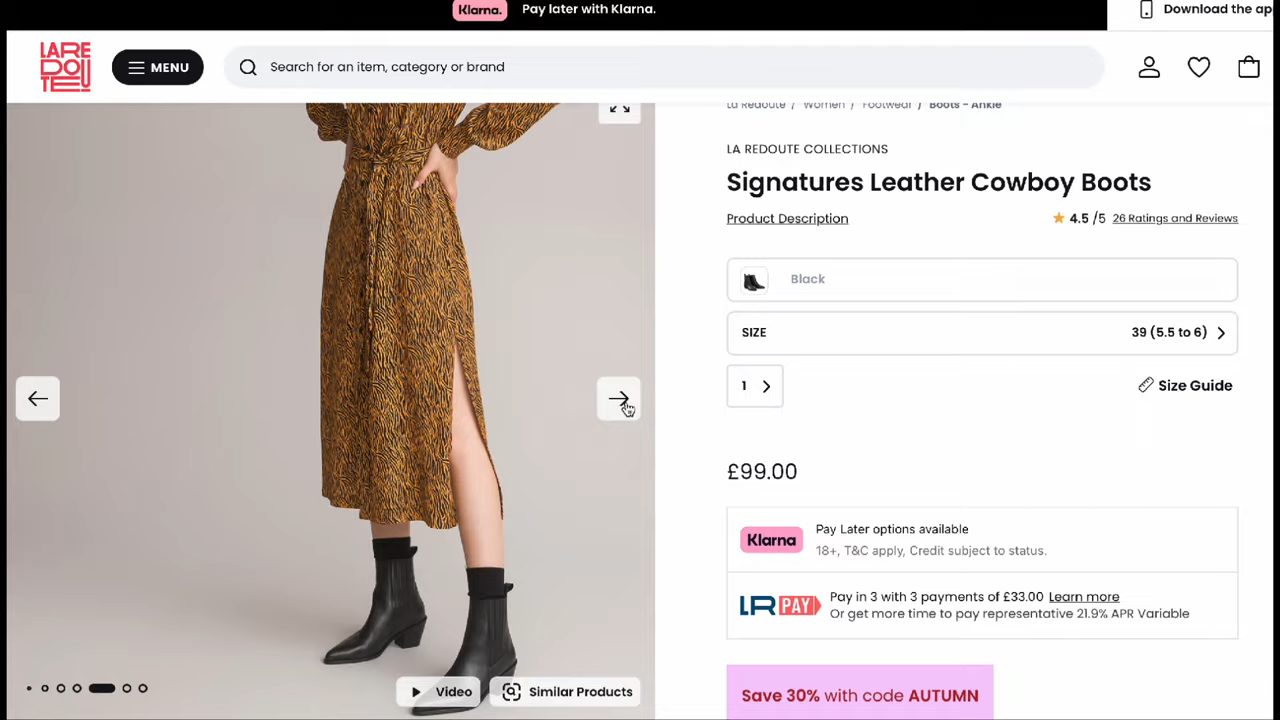 Klarna. Pay later with Klarna.
Download the ap
LA RE
DOU
TE
MENU
Search for an item, category or brand
La Redoute / Women / Footwear / Boots - Ankle
LA REDOUTE COLLECTIONS
Signatures Leather Cowboy Boots
Product Description
4.5 /5 26 Ratings and Reviews
Black
SIZE 39 (5.5 to 6)
1
Size Guide
£99.00
Klarna
Pay Later options available
18+, T&C apply, Credit subject to status.
LR PAY
Pay in 3 with 3 payments of £33.00 Learn more
Or get more time to pay representative 21.9% APR Variable
Video
Similar Products
Save 30% with code AUTUMN